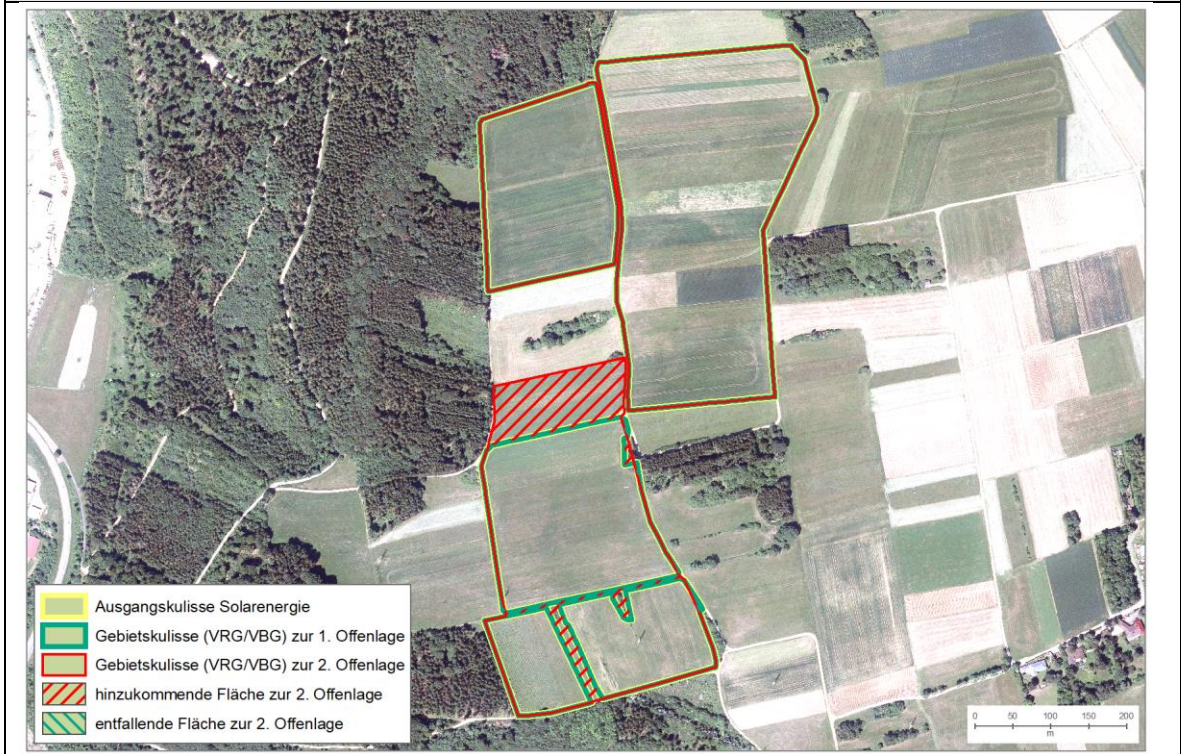 Ausgangskulisse Solarenergie
Gebietskulisse (VRG/VBG) zur 1. Offenlage
Gebietskulisse (VRG/VBG) zur 2. Offenlage
hinzukommende Fläche zur 2. Offenlage
entfallende Fläche zur 2. Offenlage
0 50 100 150 200
m